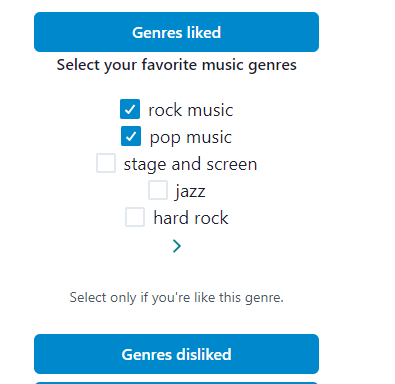 Genres liked
Select your favorite music genres
rock music
pop music
stage and screen
jazz
hard rock
Select only if you're like this genre.
Genres disliked